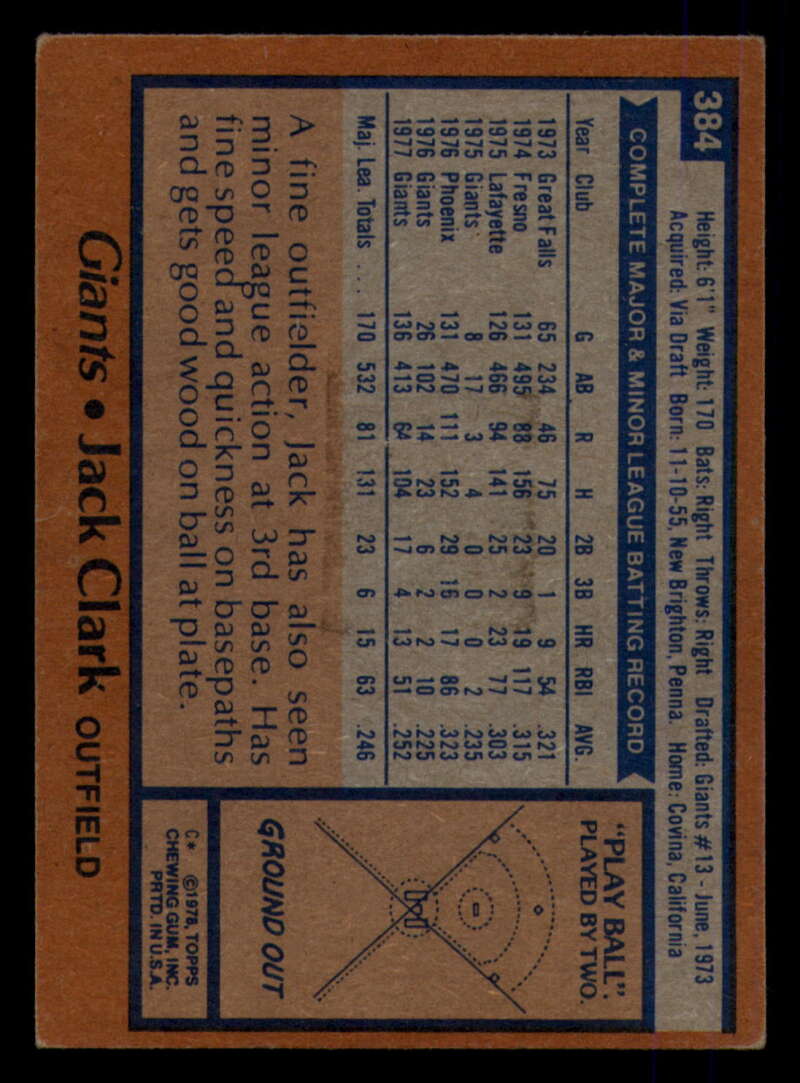 384
Height: 6'1" Weight: 170 Bats: Right Throws: Right Drafted: Giants #13 - June, 1973
Acquired: Via Draft Born: 11-10-55, New Brighton, Penna. Home: Covina, California
COMPLETE MAJOR & MINOR LEAGUE BATTING RECORD
Year Club G AB R H 2B 3B HR RBI AVG.
1973 Great Falls 65 234 46 75 20 1 9 54 .321
1974 Fresno 131 495 88 156 23 9 19 117 .315
1975 Lafayette 126 466 94 141 25 2 23 77 .303
1975 Giants 8 17 3 4 0 0 0 2 .235
1976 Phoenix 131 470 111 152 29 16 17 86 .323
1976 Giants 26 102 14 23 6 2 2 10 .225
1977 Giants 136 413 64 104 17 4 13 51 .252
Maj. Lea. Totals .... 170 532 81 131 23 6 15 63 .246
A fine outfielder, Jack has also seen
minor league action at 3rd base. Has
fine speed and quickness on basepaths
and gets good wood on ball at plate.
"PLAY BALL".
PLAYED BY TWO.
GROUND OUT
C* ©1978, TOPPS
CHEWING GUM, INC.
PRTD. IN U.S.A.
Giants • Jack Clark OUTFIELD